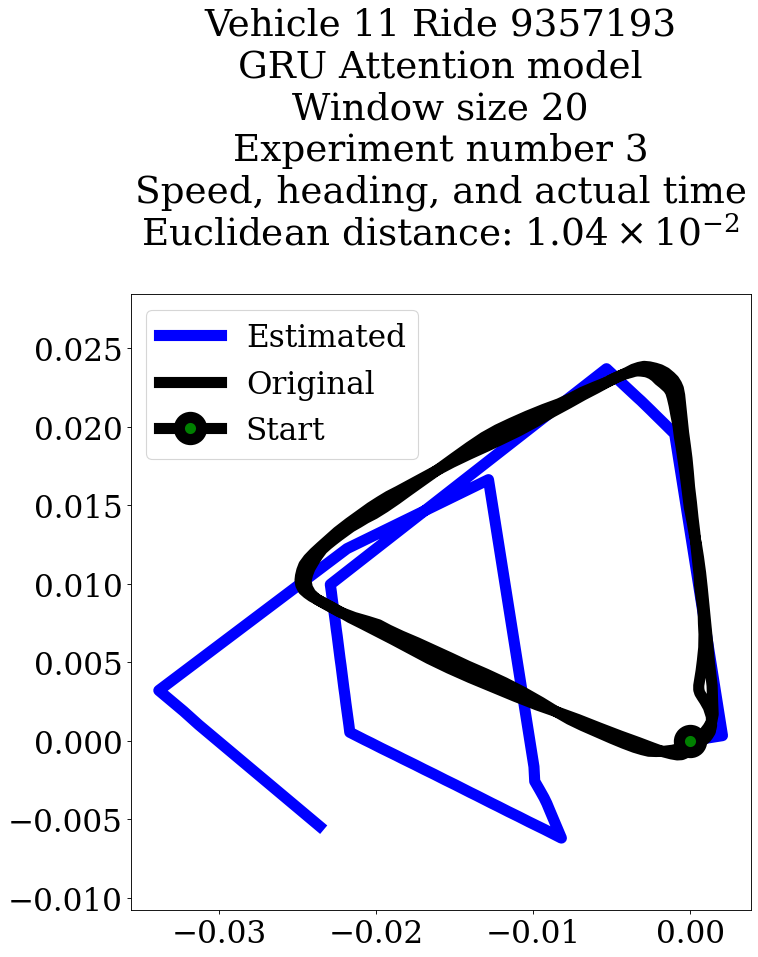 Vehicle 11 Ride 9357193
GRU Attention model
Window size 20
Experiment number 3
Speed, heading, and actual time
Euclidean distance: 1.04 × 10⁻²
Estimated
Original
Start
0.025
0.020
0.015
0.010
0.005
0.000
−0.005
−0.010
−0.03 −0.02 −0.01 0.00